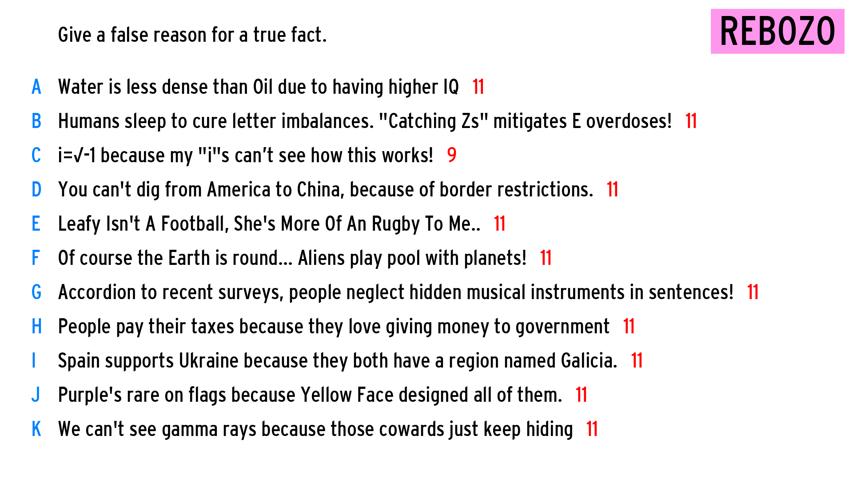 Give a false reason for a true fact.
REBOZO
A Water is less dense than Oil due to having higher IQ 11
B Humans sleep to cure letter imbalances. "Catching Zs" mitigates E overdoses! 11
C i=√-1 because my "i"s can’t see how this works! 9
D You can't dig from America to China, because of border restrictions. 11
E Leafy Isn't A Football, She's More Of An Rugby To Me.. 11
F Of course the Earth is round... Aliens play pool with planets! 11
G Accordion to recent surveys, people neglect hidden musical instruments in sentences! 11
H People pay their taxes because they love giving money to government 11
I Spain supports Ukraine because they both have a region named Galicia. 11
J Purple's rare on flags because Yellow Face designed all of them. 11
K We can't see gamma rays because those cowards just keep hiding 11